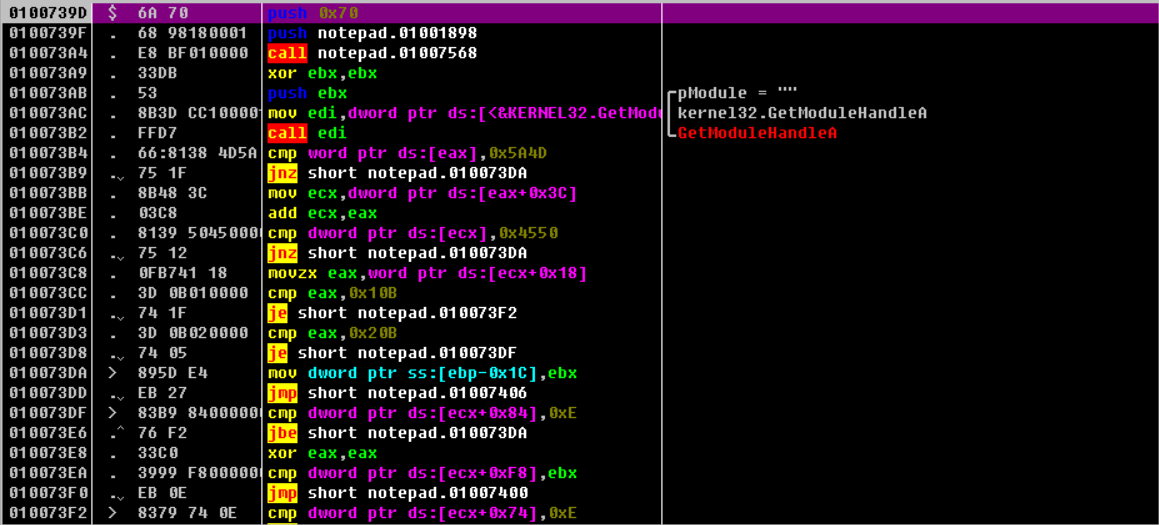 0100739D $ 6A 70 push 0x70
0100739F . 68 98180001 push notepad.01001898
010073A4 . E8 BF010000 call notepad.01007568
010073A9 . 33DB xor ebx,ebx
010073AB . 53 push ebx ┌pModule = ""
010073AC . 8B3D CC10000 mov edi,dword ptr ds:[<&KERNEL32.GetModu │kernel32.GetModuleHandleA
010073B2 . FFD7 call edi └GetModuleHandleA
010073B4 . 66:8138 4D5A cmp word ptr ds:[eax],0x5A4D
010073B9 .v 75 1F jnz short notepad.010073DA
010073BB . 8B48 3C mov ecx,dword ptr ds:[eax+0x3C]
010073BE . 03C8 add ecx,eax
010073C0 . 8139 5045000 cmp dword ptr ds:[ecx],0x4550
010073C6 .v 75 12 jnz short notepad.010073DA
010073C8 . 0FB741 18 movzx eax,word ptr ds:[ecx+0x18]
010073CC . 3D 0B010000 cmp eax,0x10B
010073D1 .v 74 1F je short notepad.010073F2
010073D3 . 3D 0B020000 cmp eax,0x20B
010073D8 .v 74 05 je short notepad.010073DF
010073DA > 895D E4 mov dword ptr ss:[ebp-0x1C],ebx
010073DD .v EB 27 jmp short notepad.01007406
010073DF > 83B9 8400000 cmp dword ptr ds:[ecx+0x84],0xE
010073E6 .^ 76 F2 jbe short notepad.010073DA
010073E8 . 33C0 xor eax,eax
010073EA . 3999 F800000 cmp dword ptr ds:[ecx+0xF8],ebx
010073F0 .v EB 0E jmp short notepad.01007400
010073F2 > 8379 74 0E cmp dword ptr ds:[ecx+0x74],0xE